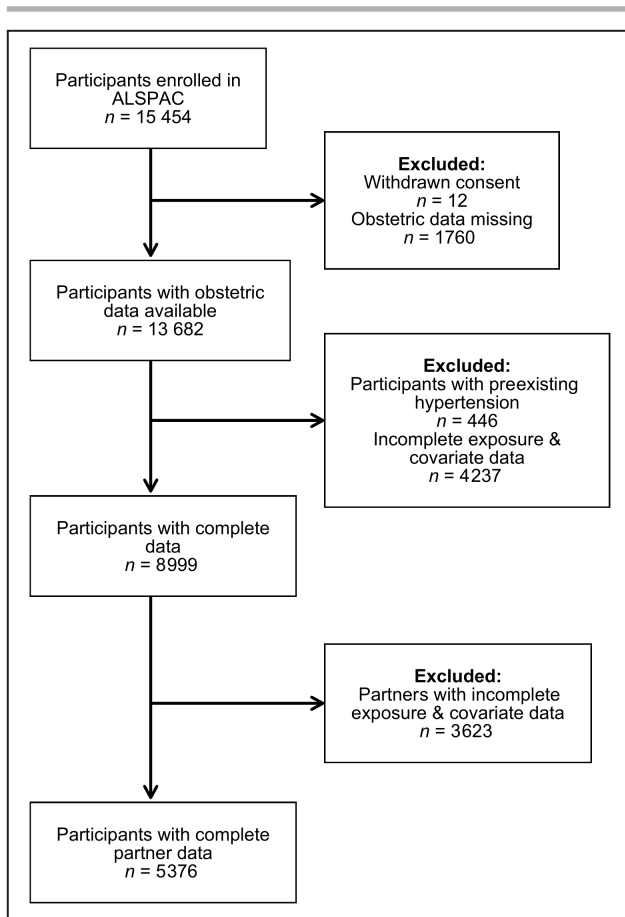 Participants enrolled in
ALSPAC
n = 15 454
Excluded:
Withdrawn consent
n = 12
Obstetric data missing
n = 1760
Participants with obstetric
data available
n = 13 682
Excluded:
Participants with preexisting
hypertension
n = 446
Incomplete exposure &
covariate data
n = 4237
Participants with complete
data
n = 8999
Excluded:
Partners with incomplete
exposure & covariate data
n = 3623
Participants with complete
partner data
n = 5376